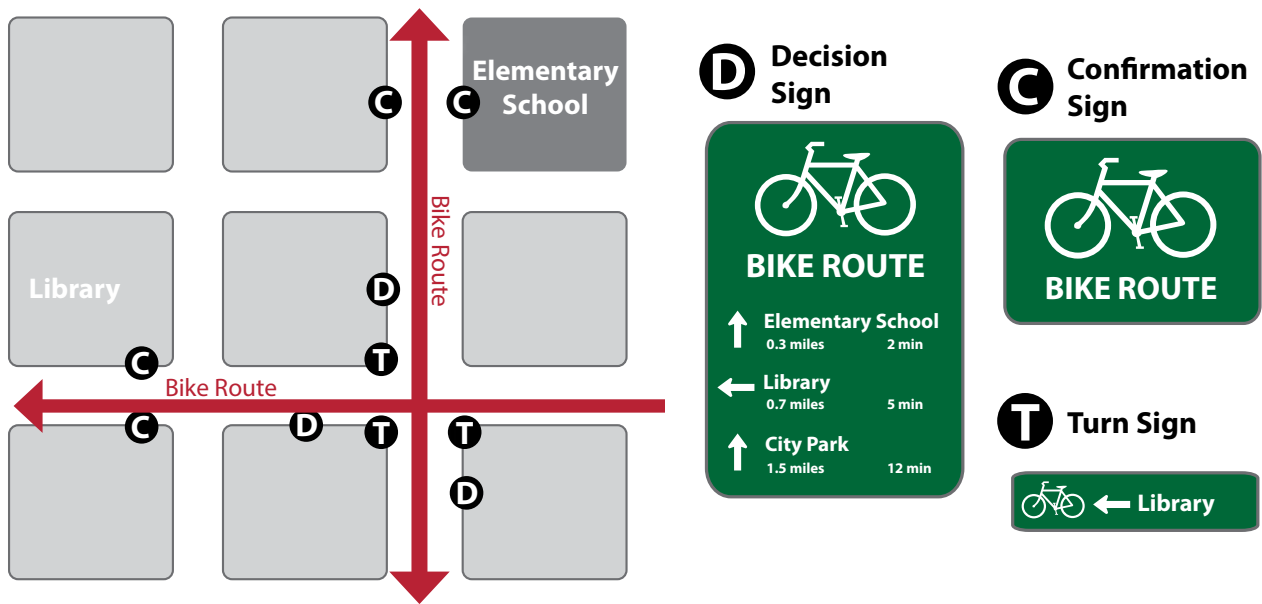 Elementary
School
C
C
Bike Route
Library
D
T
C
Bike Route
C
D
T
T
D
D
Decision
Sign
BIKE ROUTE
Elementary School
0.3 miles 2 min
Library
0.7 miles 5 min
City Park
1.5 miles 12 min
C
Confirmation
Sign
BIKE ROUTE
T
Turn Sign
Library